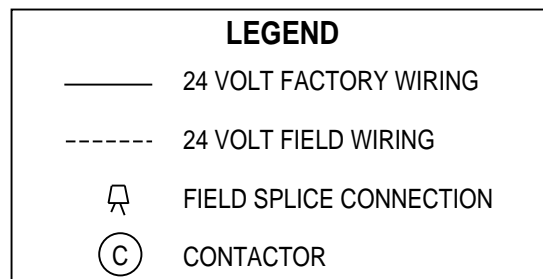 LEGEND
24 VOLT FACTORY WIRING
24 VOLT FIELD WIRING
FIELD SPLICE CONNECTION
C CONTACTOR